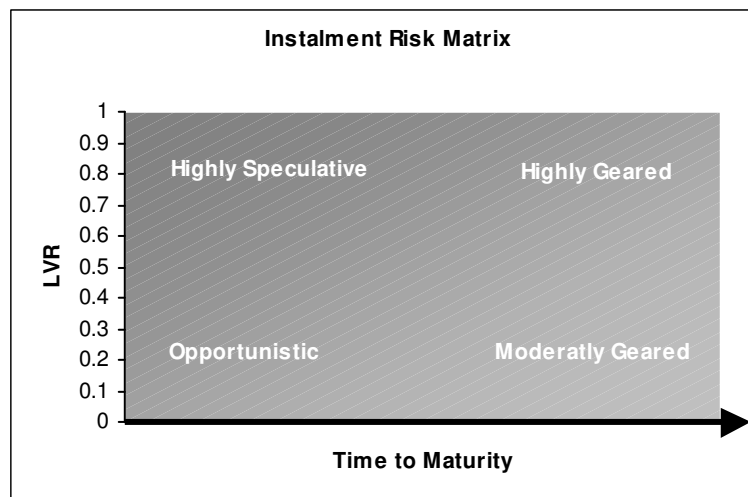 Instalment Risk Matrix
1
0.9
0.8
Highly Speculative
Highly Geared
0.7
0.6
0.5
0.4
0.3
0.2
Opportunistic
Moderatly Geared
0.1
0
LVR
Time to Maturity